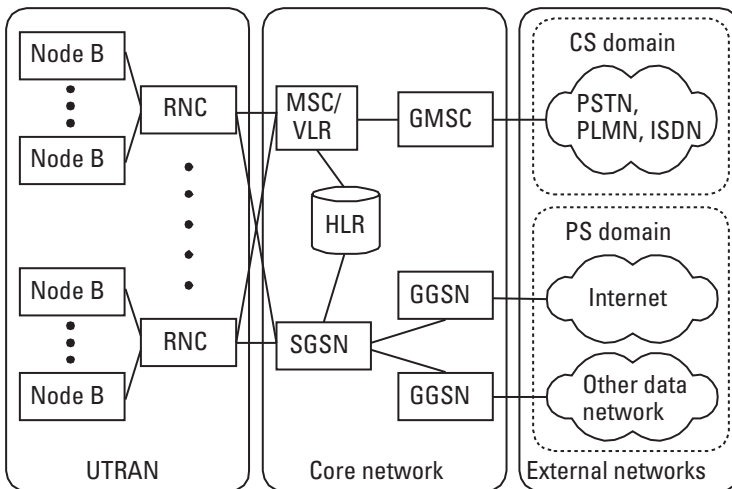 Node B
Node B
RNC
Node B
Node B
RNC
UTRAN
MSC/
VLR
GMSC
HLR
SGSN
GGSN
GGSN
Core network
CS domain
PSTN,
PLMN, ISDN
PS domain
Internet
Other data
network
External networks